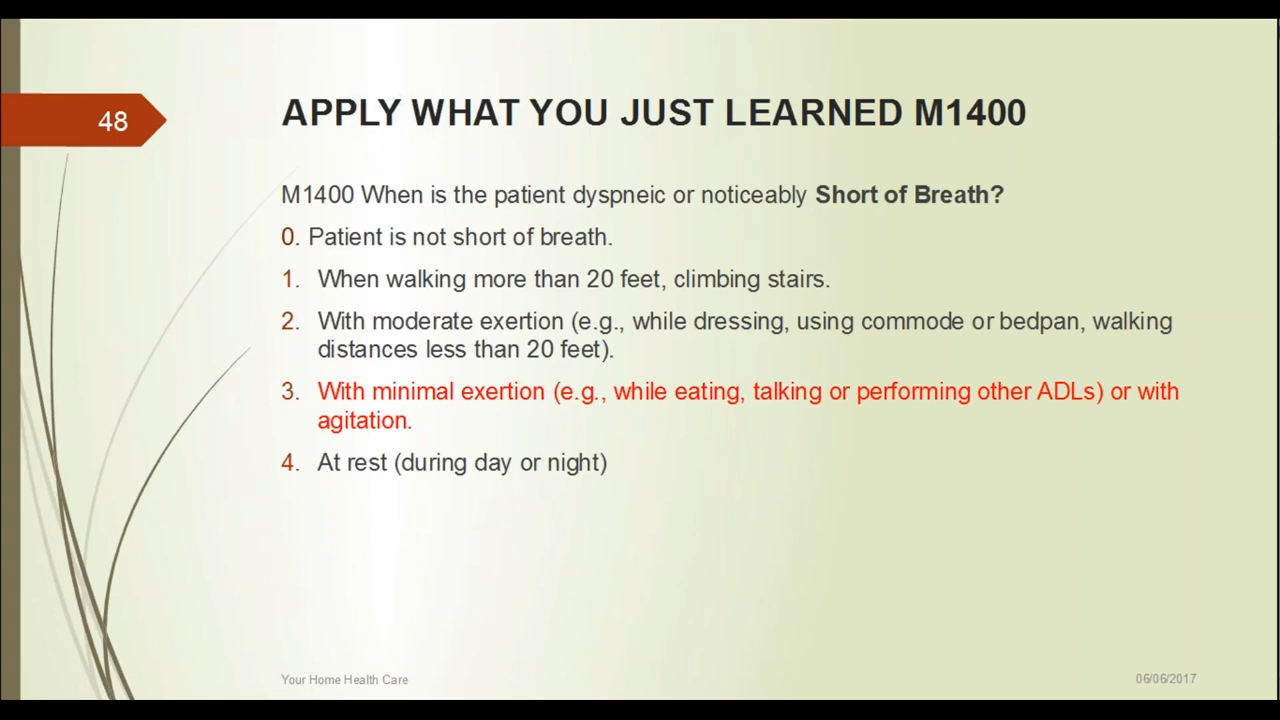 48
APPLY WHAT YOU JUST LEARNED M1400
M1400 When is the patient dyspneic or noticeably Short of Breath?
0. Patient is not short of breath.
1. When walking more than 20 feet, climbing stairs.
2. With moderate exertion (e.g., while dressing, using commode or bedpan, walking
distances less than 20 feet).
3. With minimal exertion (e.g., while eating, talking or performing other ADLs) or with
agitation.
4. At rest (during day or night)
Your Home Health Care
06/06/2017